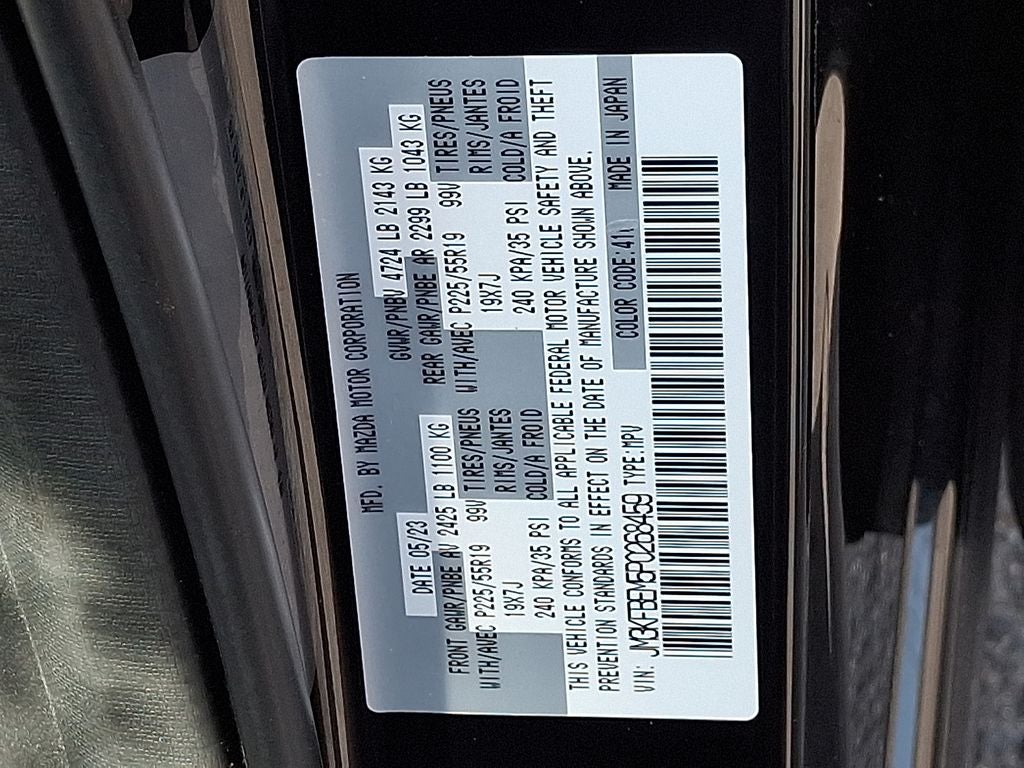 MFD. BY MAZDA MOTOR CORPORATION
DATE 05/23
GVWR/PNBV 4724 LB 2143 KG
FRONT GAWR/PNBE AV 2425 LB 1100 KG
REAR GAWR/PNBE AR 2299 LB 1043 KG
WITH/AVEC P225/55R19 99V TIRES/PNEUS
WITH/AVEC P225/55R19 99V TIRES/PNEUS
19X7J RIMS/JANTES
19X7J RIMS/JANTES
240 KPA/35 PSI COLD/A FROID
240 KPA/35 PSI COLD/A FROID
THIS VEHICLE CONFORMS TO ALL APPLICABLE FEDERAL MOTOR VEHICLE SAFETY AND THEFT
PREVENTION STANDARDS IN EFFECT ON THE DATE OF MANUFACTURE SHOWN ABOVE.
COLOR CODE:41 MADE IN JAPAN
VIN: JM3KFBEM5P0268459 TYPE:MPV